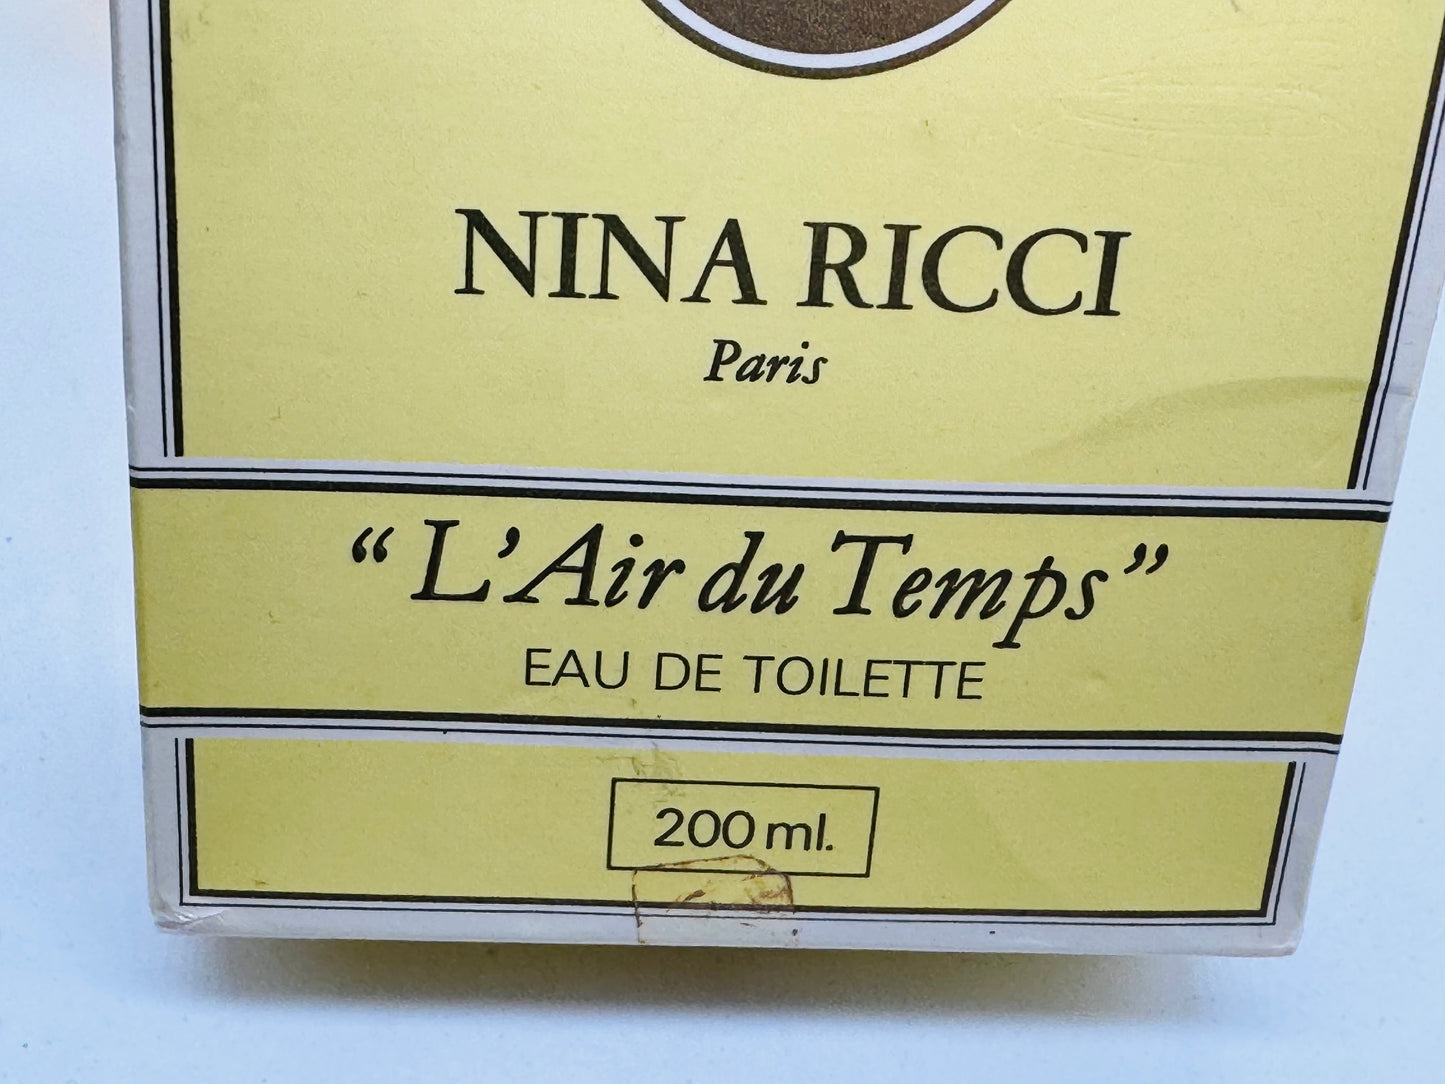 NINA RICCI
Paris
“L’Air du Temps”
EAU DE TOILETTE
200 ml.